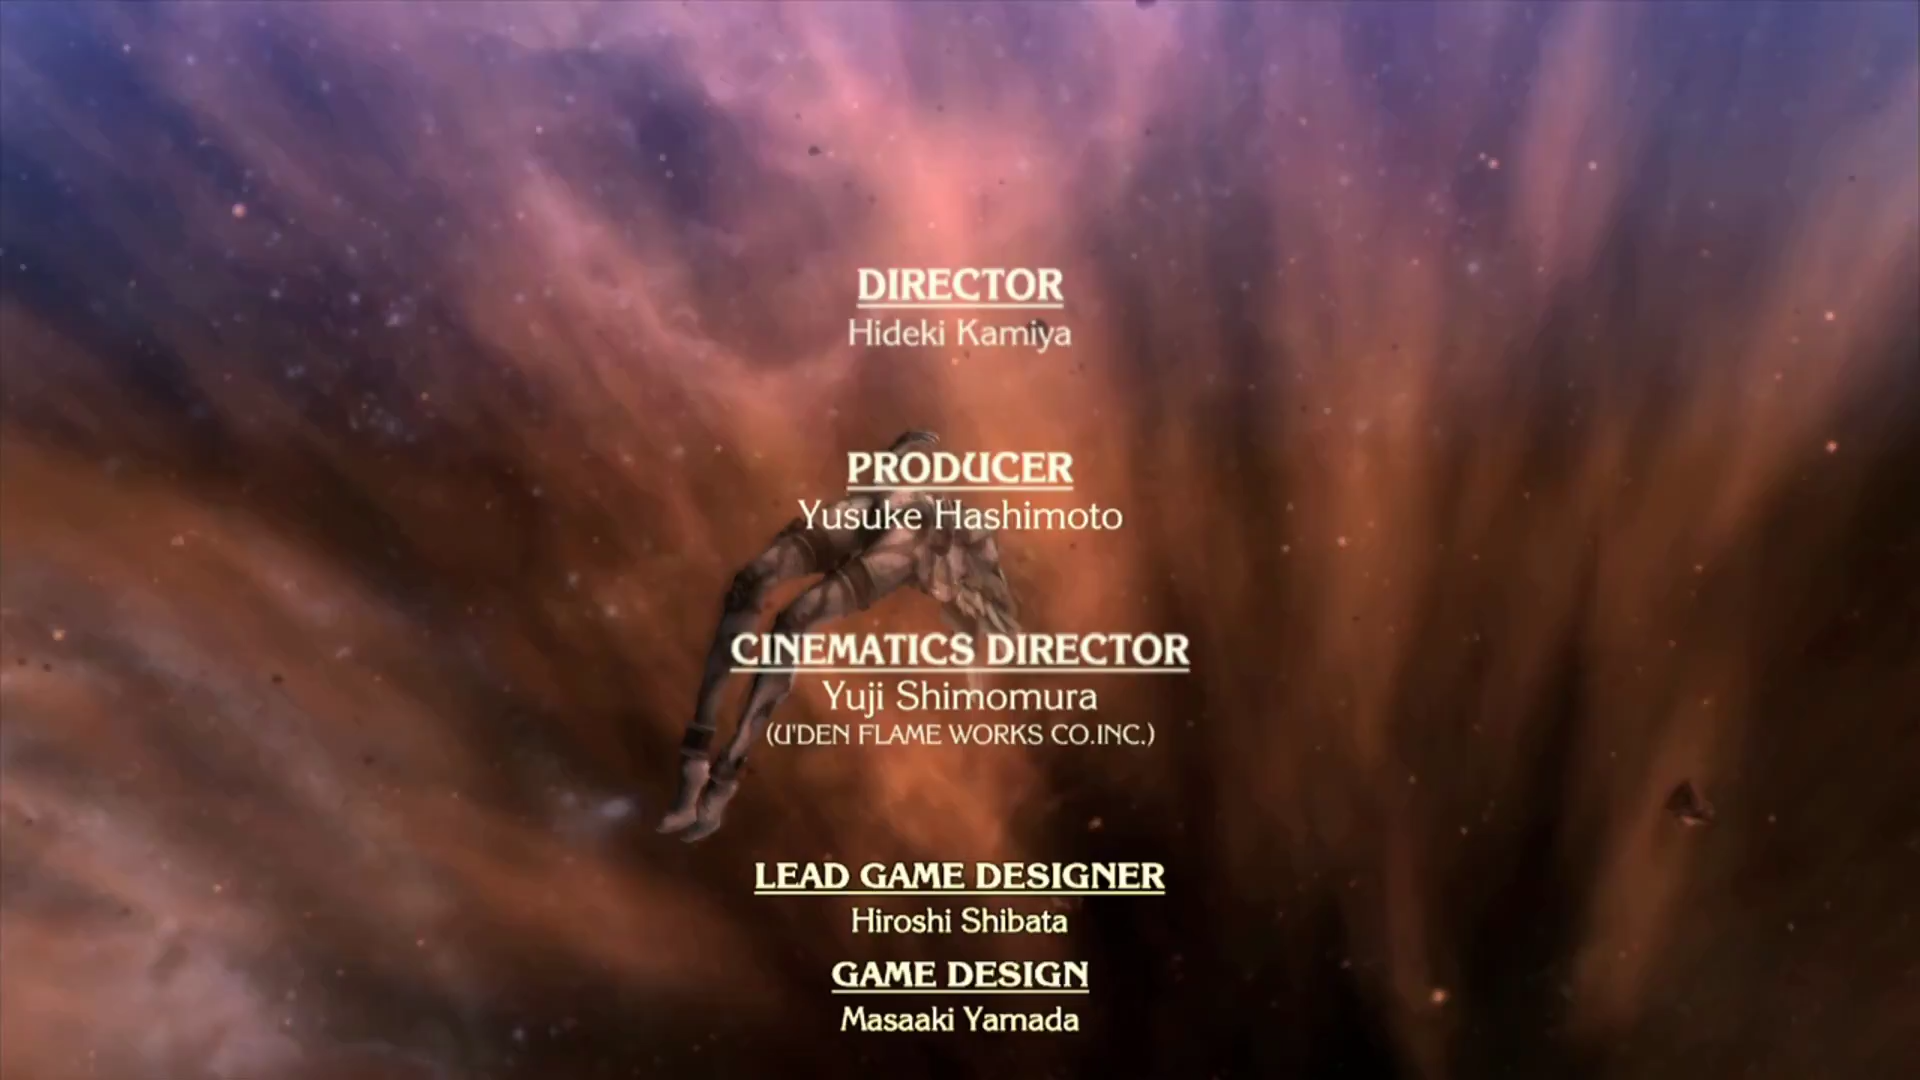 DIRECTOR
Hideki Kamiya
PRODUCER
Yusuke Hashimoto
CINEMATICS DIRECTOR
Yuji Shimomura
(U'DEN FLAME WORKS CO.INC.)
LEAD GAME DESIGNER
Hiroshi Shibata
GAME DESIGN
Masaaki Yamada